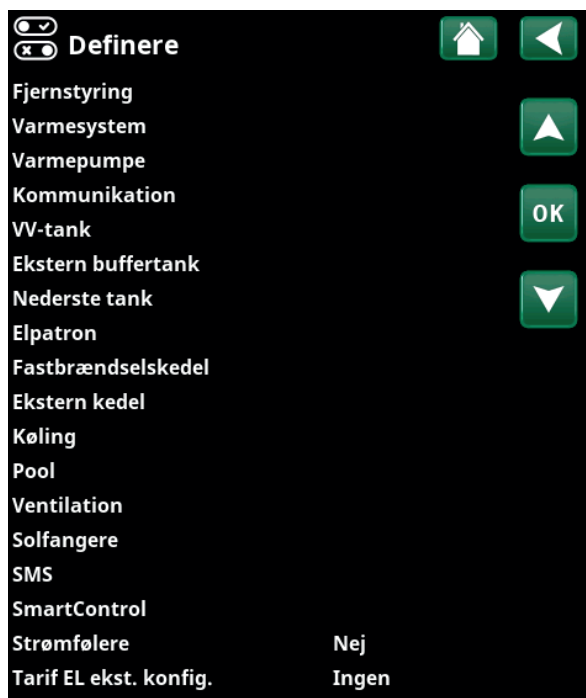 Definere
Fjernstyring
Varmesystem
Varmepumpe
Kommunikation
VV-tank
OK
Ekstern buffertank
Nederste tank
Elpatron
Fastbrændselskedel
Ekstern kedel
Køling
Pool
Ventilation
Solfangere
SMS
SmartControl
Strømfølere Nej
Tarif EL ekst. konfig. Ingen